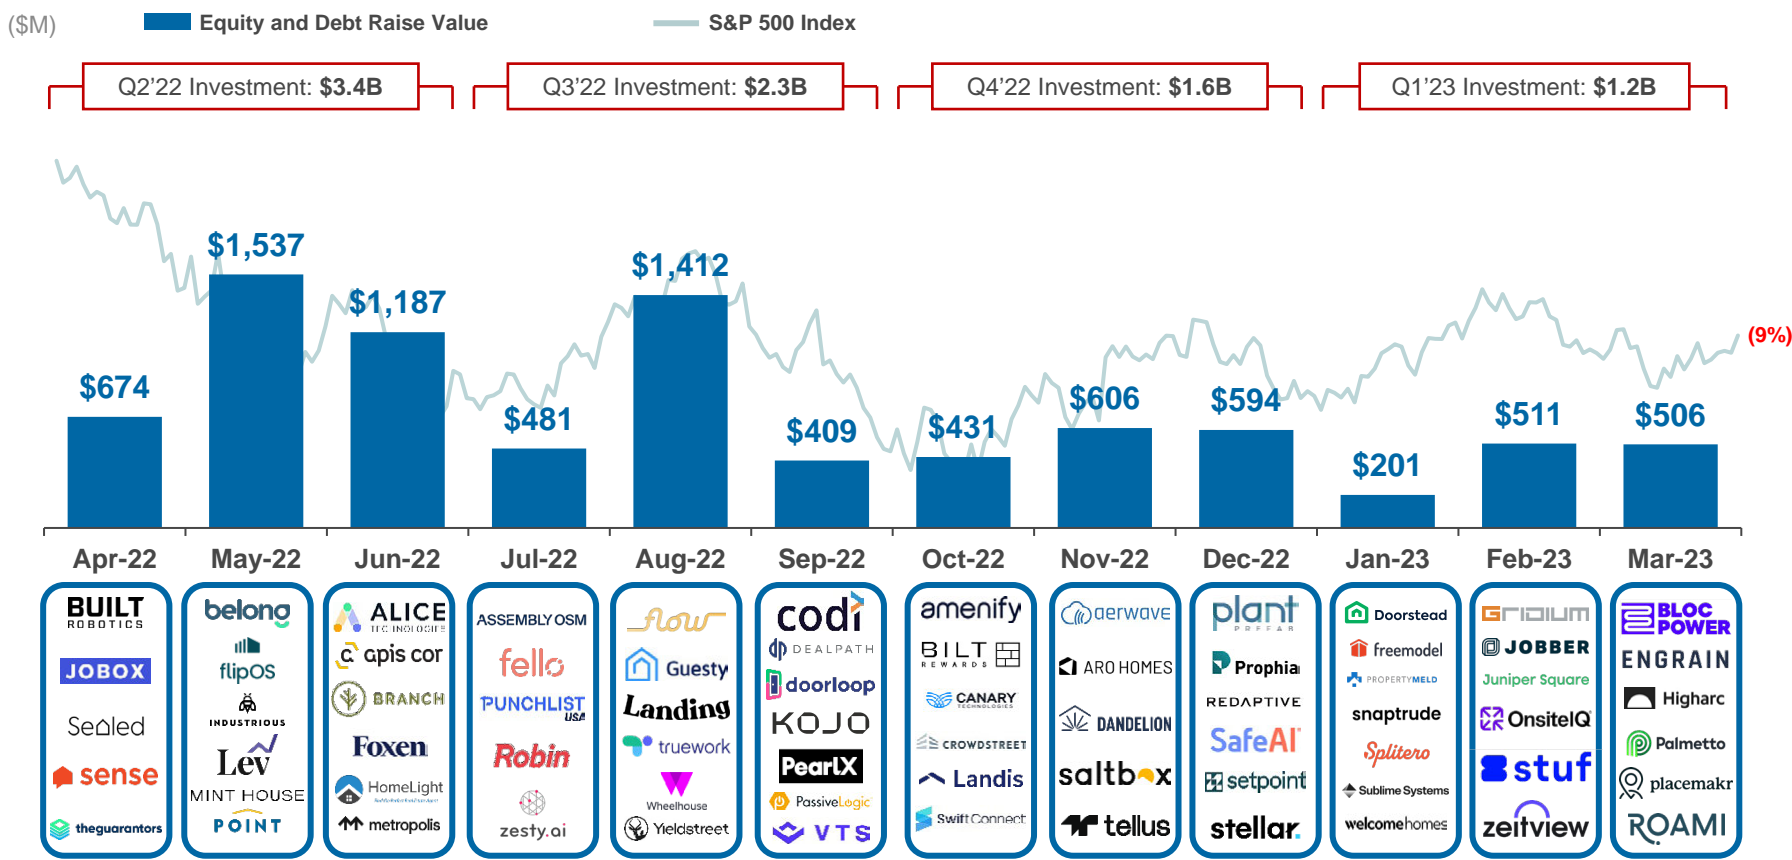 ($M)
Equity and Debt Raise Value
S&P 500 Index
Q2'22 Investment: $3.4B
Q3'22 Investment: $2.3B
Q4'22 Investment: $1.6B
Q1'23 Investment: $1.2B
$674
$1,537
$1,187
$481
$1,412
$409
$431
$606
$594
$201
$511
$506
(9%)
Apr-22
May-22
Jun-22
Jul-22
Aug-22
Sep-22
Oct-22
Nov-22
Dec-22
Jan-23
Feb-23
Mar-23
BUILT
ROBOTICS
JOBOX
Sealed
sense
theguarantors
belong
flipOS
INDUSTRIOUS
Lev
MINT HOUSE
POINT
ALICE
TECHNOLOGIES
apis cor
BRANCH
Foxen
HomeLight
metropolis
ASSEMBLY OSM
fello
PUNCHLIST
USA
Robin
zesty.ai
flow
Guesty
Landing
truework
Wheelhouse
Yieldstreet
codi
DEALPATH
doorloop
KOJO
PearlX
PassiveLogic
VTS
amenify
BILT
REWARDS
CANARY
TECHNOLOGIES
CROWDSTREET
Landis
SwiftConnect
aerwave
ARO HOMES
DANDELION
saltbox
tellus
plant
PREFAB
Prophia
REDAPTIVE
SafeAI
setpoint
stellar.
Doorstead
freemodel
PROPERTYMELD
snaptrude
Splitero
Sublime Systems
welcomehomes
GRIDIUM
JOBBER
Juniper Square
OnsiteIQ
stuf
zeitview
BLOC
POWER
ENGRAIN
Higharc
Palmetto
placemakr
ROAMI